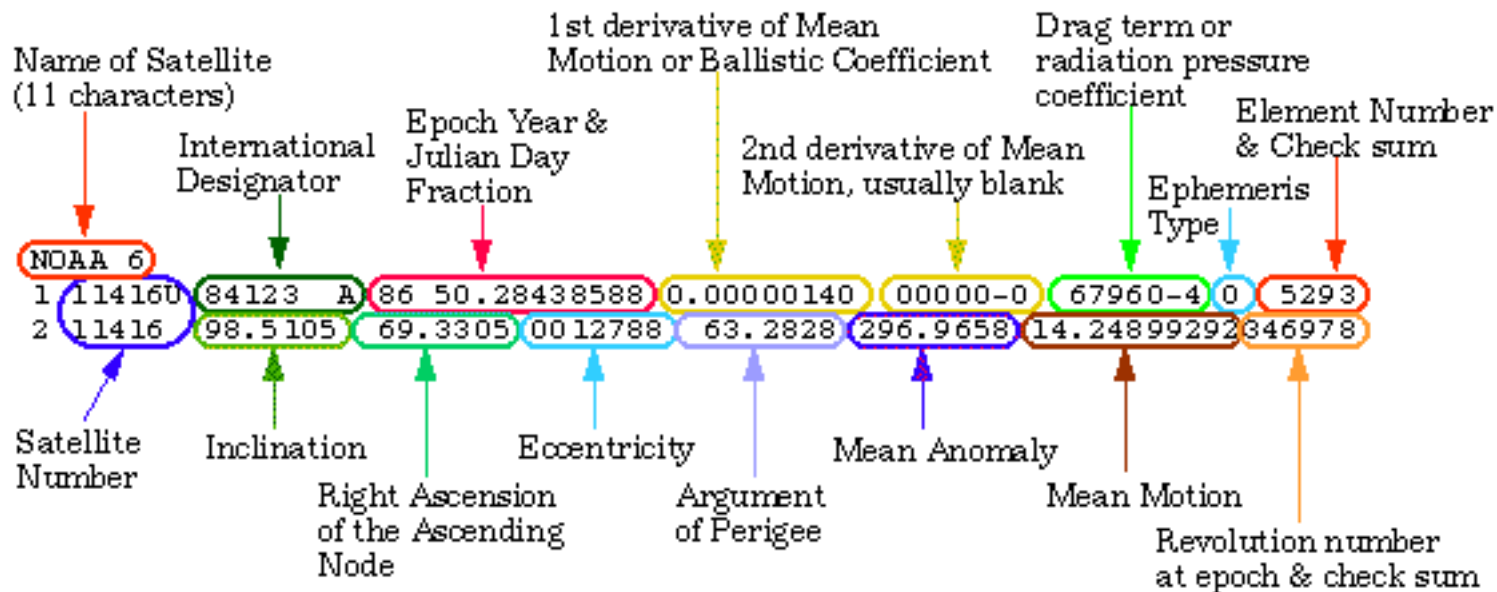 Name of Satellite
(11 characters)
International
Designator
Epoch Year &
Julian Day
Fraction
1st derivative of Mean
Motion or Ballistic Coefficient
2nd derivative of Mean
Motion, usually blank
Drag term or
radiation pressure
coefficient
Ephemeris
Type
Element Number
& Check sum
NOAA 6
1 11416U 84123 A 86 50.28438588 0.00000140 00000-0 67960-4 0 5293
2 11416 98.5105 69.3305 0012788 63.2828 296.9658 14.24899292 346978
Satellite
Number
Inclination
Right Ascension
of the Ascending
Node
Eccentricity
Argument
of Perigee
Mean Anomaly
Mean Motion
Revolution number
at epoch & check sum